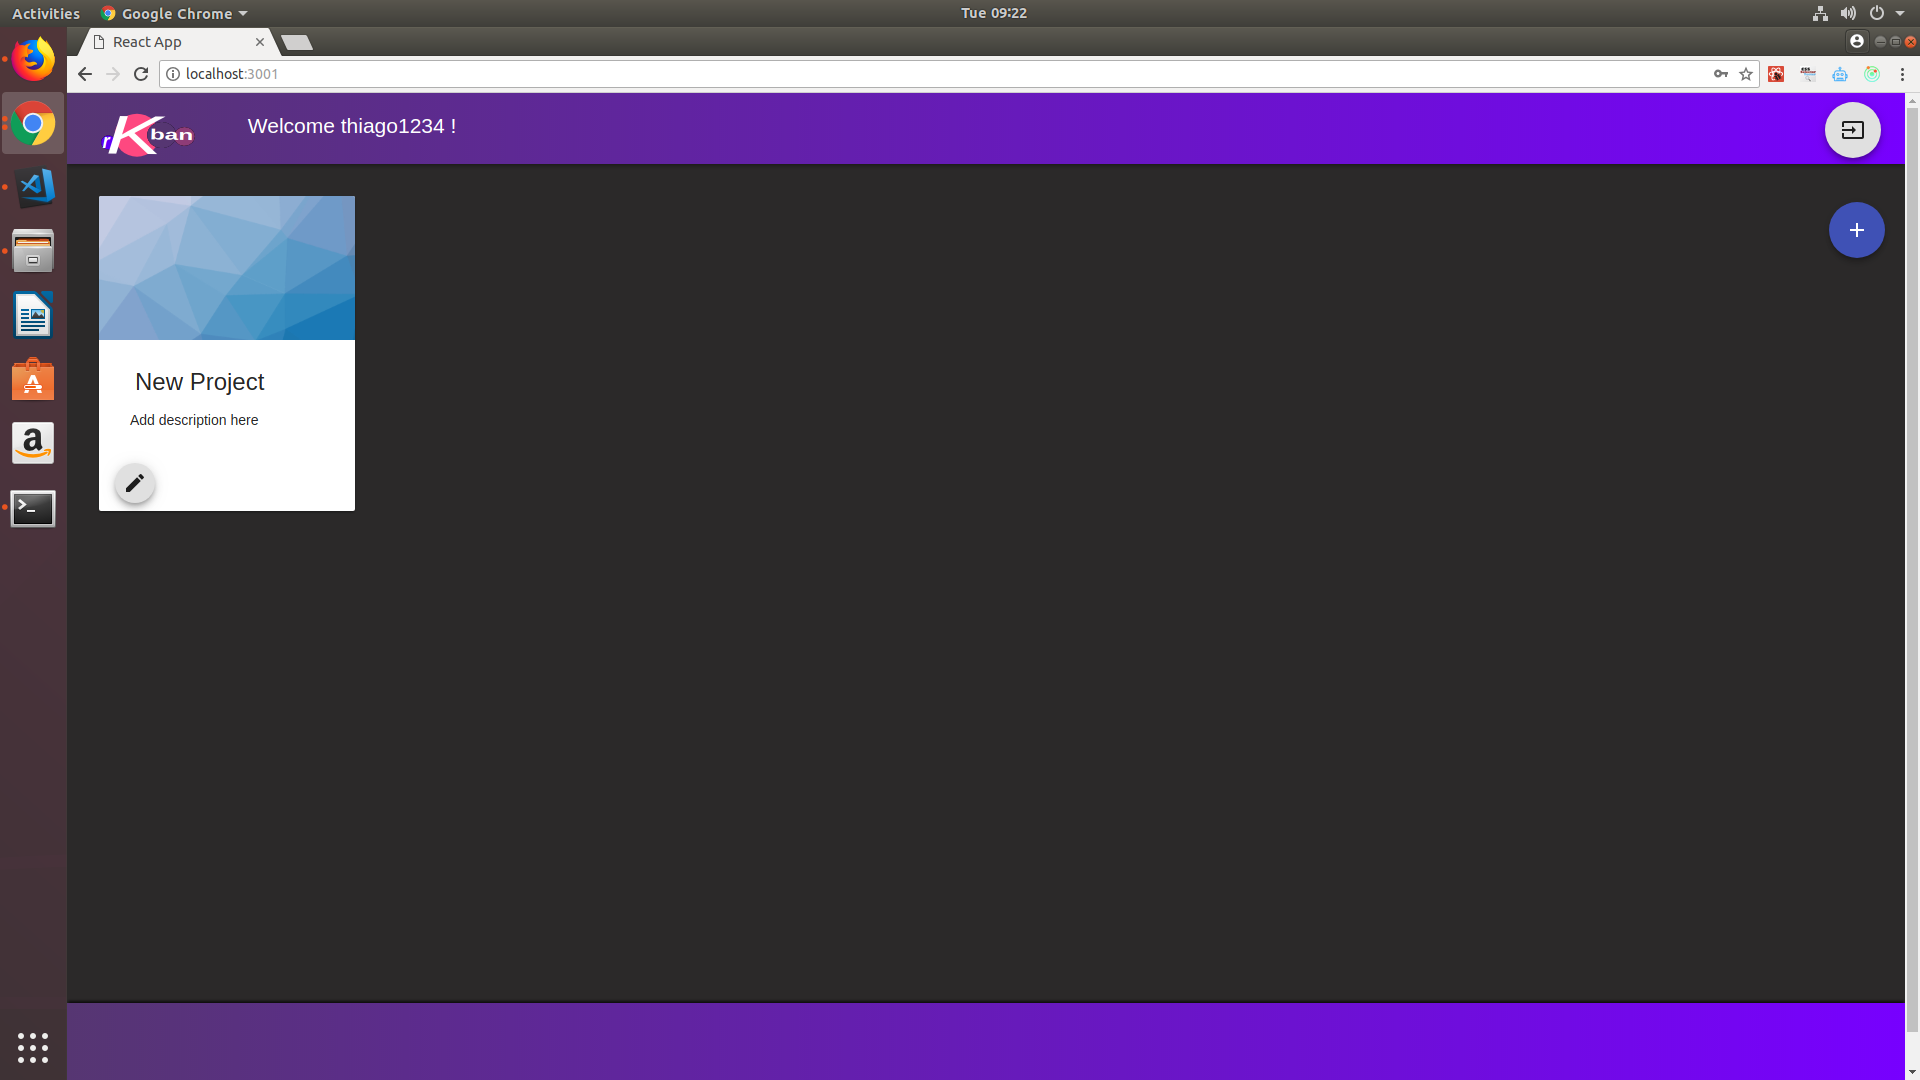 Activities
Google Chrome
Tue 09:22
React App
localhost:3001
rKban
Welcome thiago1234 !
New Project
Add description here